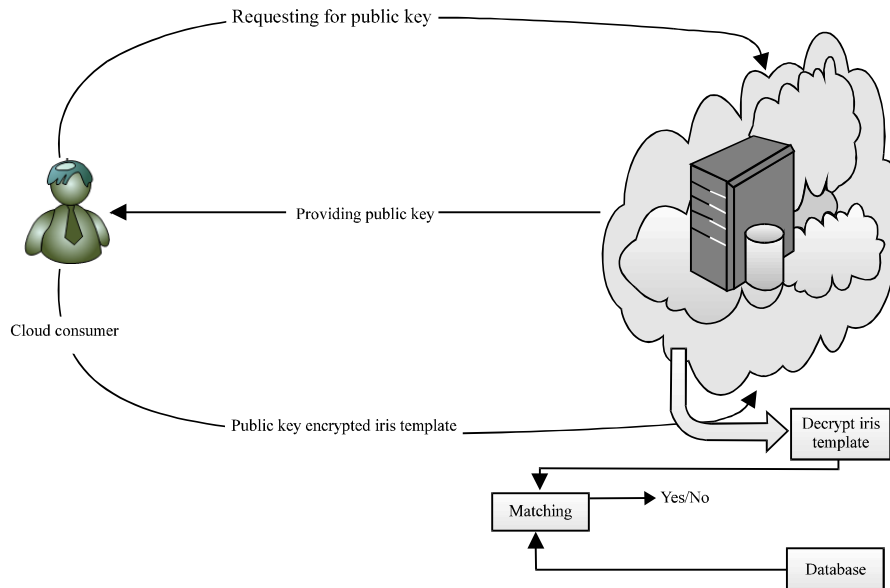 Requesting for public key
Providing public key
Cloud consumer
Public key encrypted iris template
Decrypt iris
template
Matching
Yes/No
Database